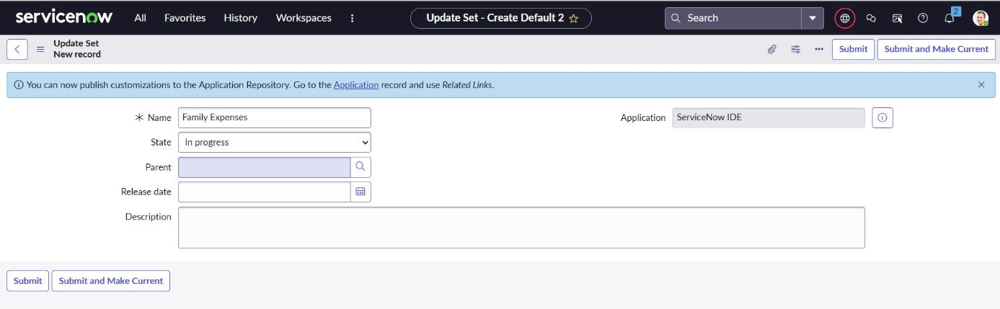 servicenow All Favorites History Workspaces Update Set - Create Default 2 Search 2
Update Set
New record
Submit Submit and Make Current
You can now publish customizations to the Application Repository. Go to the Application record and use Related Links.
Name Family Expenses Application ServiceNow IDE
State In progress
Parent
Release date
Description
Submit Submit and Make Current